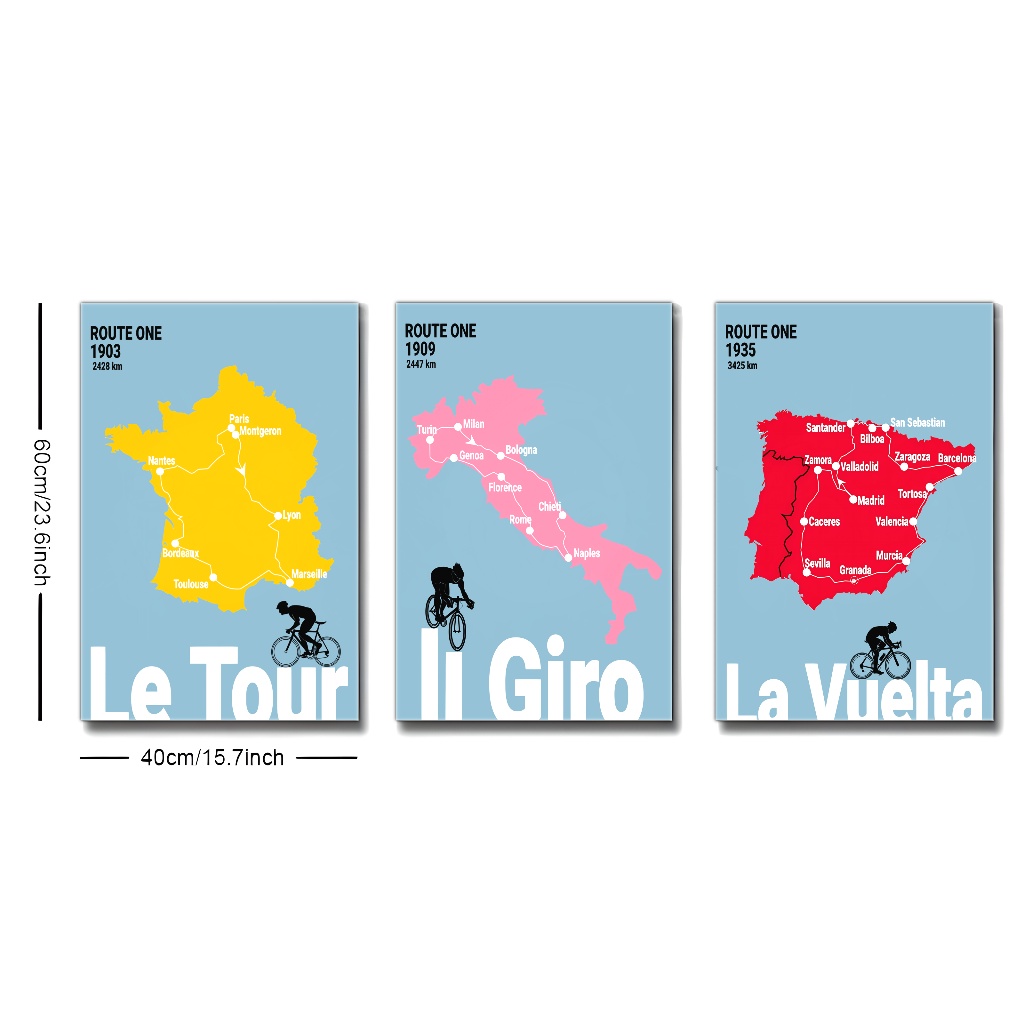 60cm/23.6inch
ROUTE ONE
1903
2428 km
Paris
Montgeron
Nantes
Lyon
Bordeaux
Toulouse
Marseille
Le Tour
ROUTE ONE
1909
2447 km
Turin
Milan
Genoa
Bologna
Florence
Chieti
Rome
Naples
Il Giro
ROUTE ONE
1935
3425 km
Santander
San Sebastian
Bilboa
Zamora
Valladolid
Zaragoza
Barcelona
Madrid
Tortosa
Caceres
Valencia
Murcia
Sevilla
Granada
La Vuelta
40cm/15.7inch